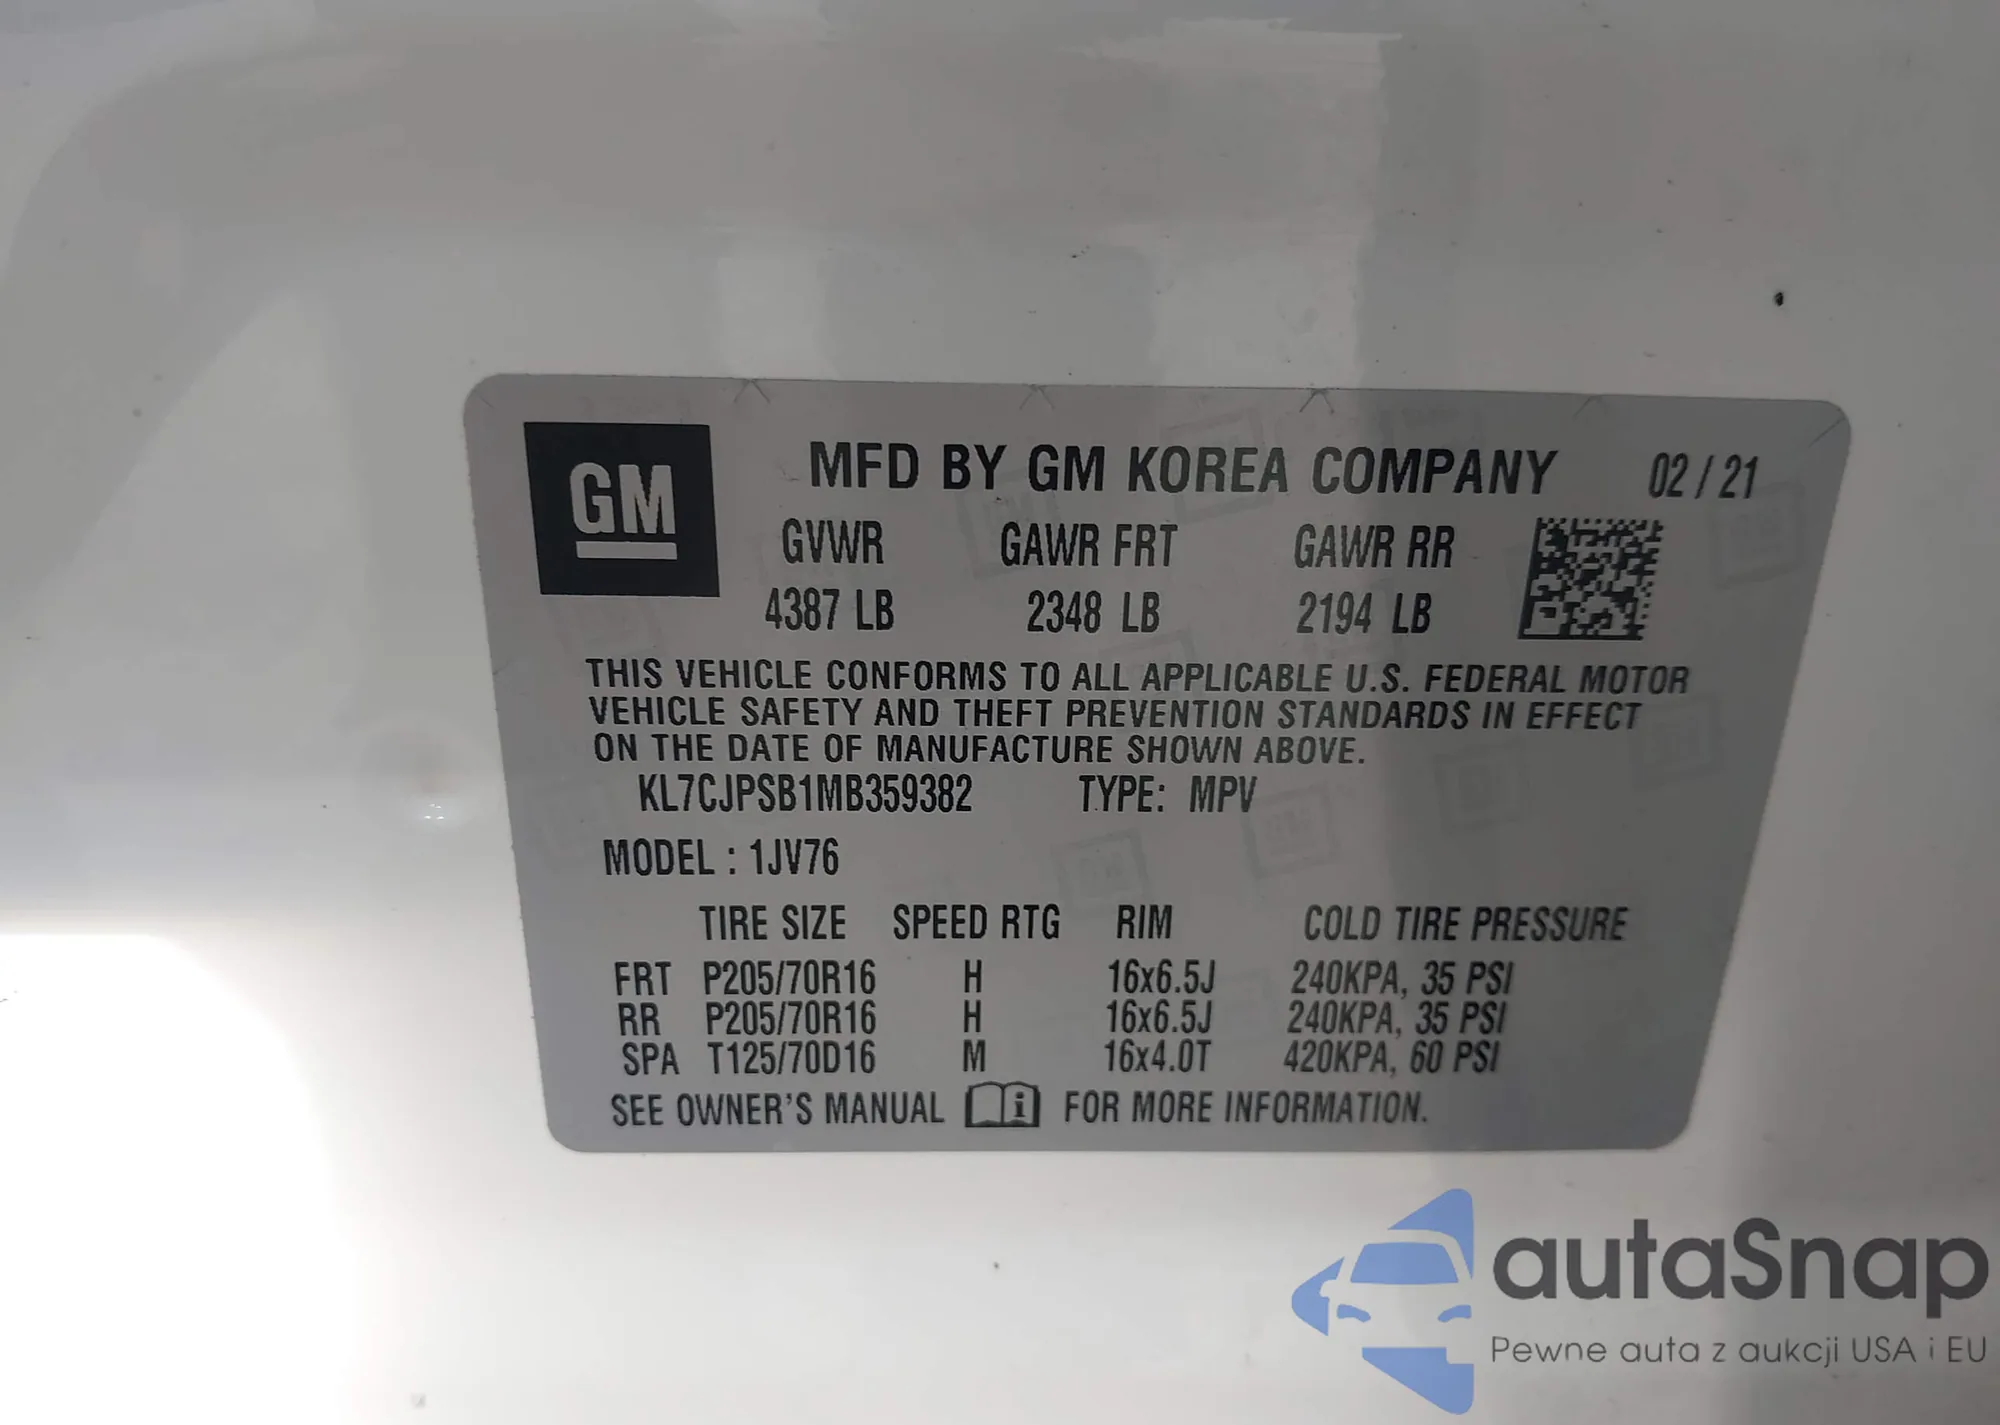 GM
MFD BY GM KOREA COMPANY 02 / 21
GVWR GAWR FRT GAWR RR
4387 LB 2348 LB 2194 LB
THIS VEHICLE CONFORMS TO ALL APPLICABLE U.S. FEDERAL MOTOR
VEHICLE SAFETY AND THEFT PREVENTION STANDARDS IN EFFECT
ON THE DATE OF MANUFACTURE SHOWN ABOVE.
KL7CJPSB1MB359382 TYPE: MPV
MODEL : 1JV76
TIRE SIZE SPEED RTG RIM COLD TIRE PRESSURE
FRT P205/70R16 H 16x6.5J 240KPA, 35 PSI
RR P205/70R16 H 16x6.5J 240KPA, 35 PSI
SPA T125/70D16 M 16x4.0T 420KPA, 60 PSI
SEE OWNER'S MANUAL i FOR MORE INFORMATION.
autaSnap
Pewne auta z aukcji USA i EU